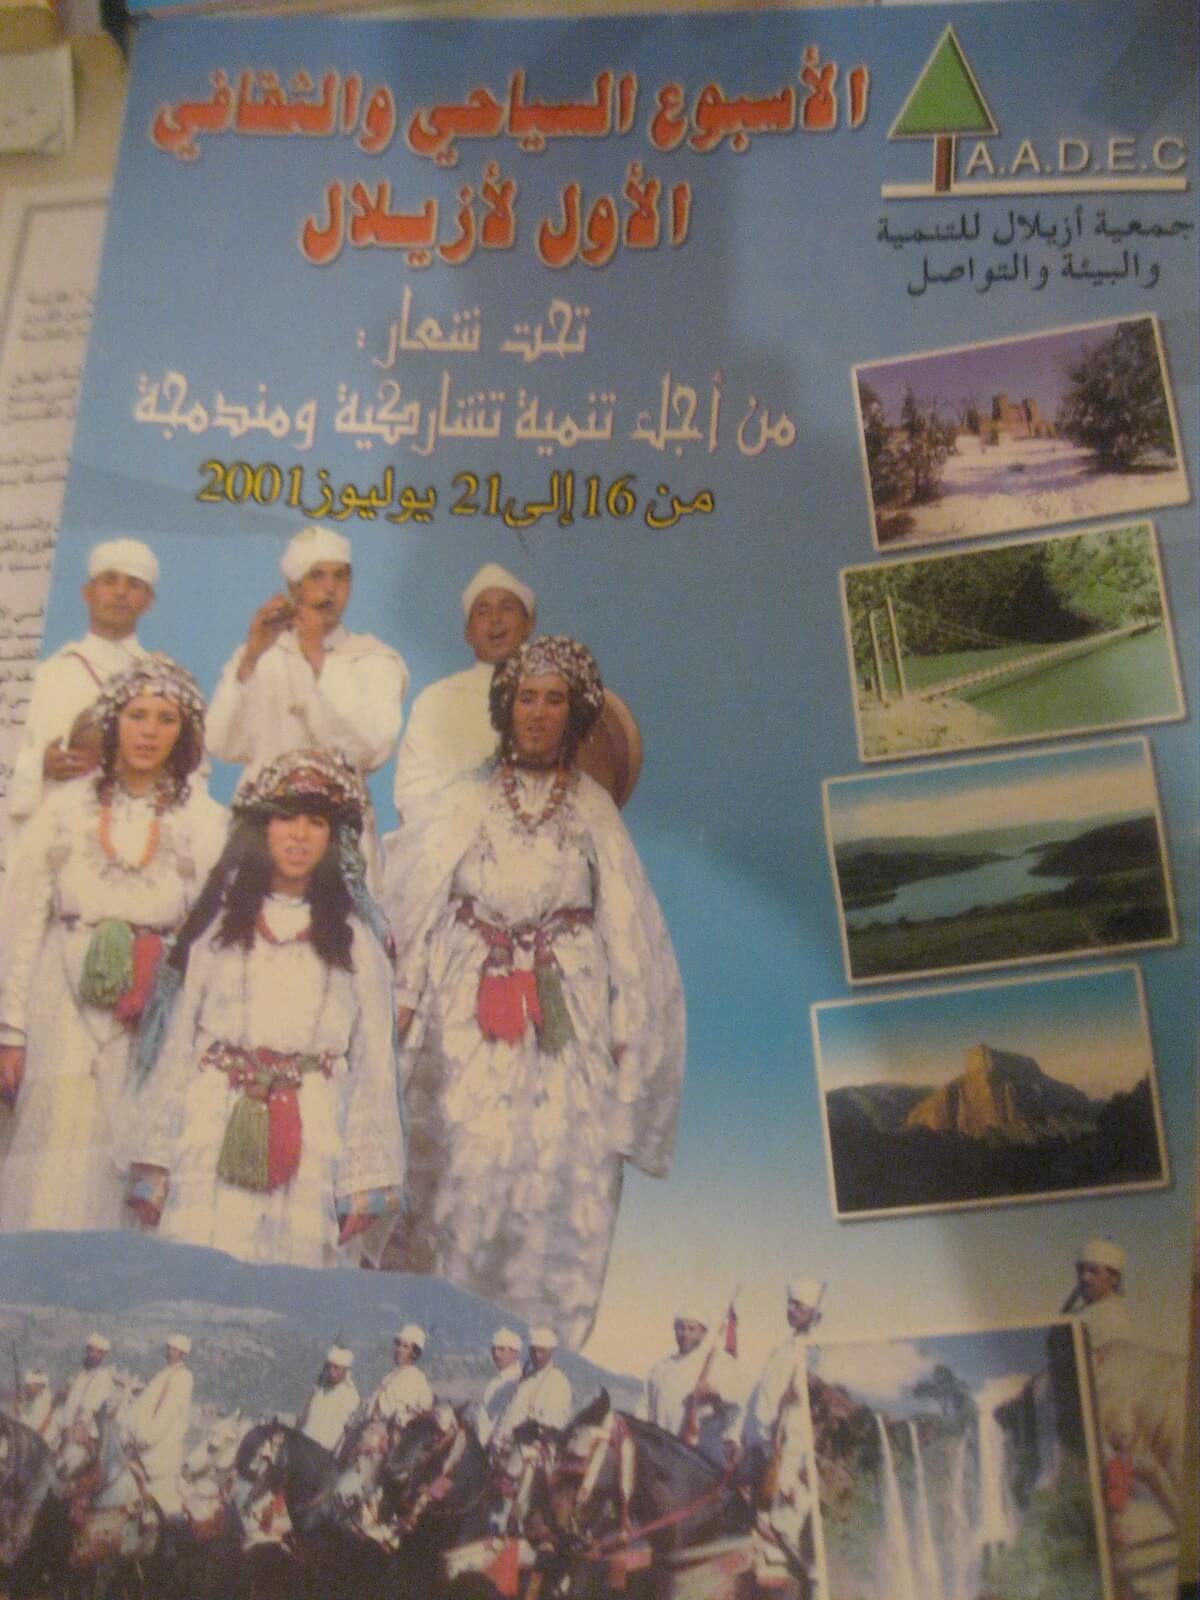 الأسبوع السياحي والثقافي
الأول لأزيلال
تحت شعار:
من أجل تنمية تشاركية ومندمجة
من 16 إلى 21 يوليوز 2001
A.A.D.E.C
جمعية أزيلال للتنمية
والبيئة والتواصل